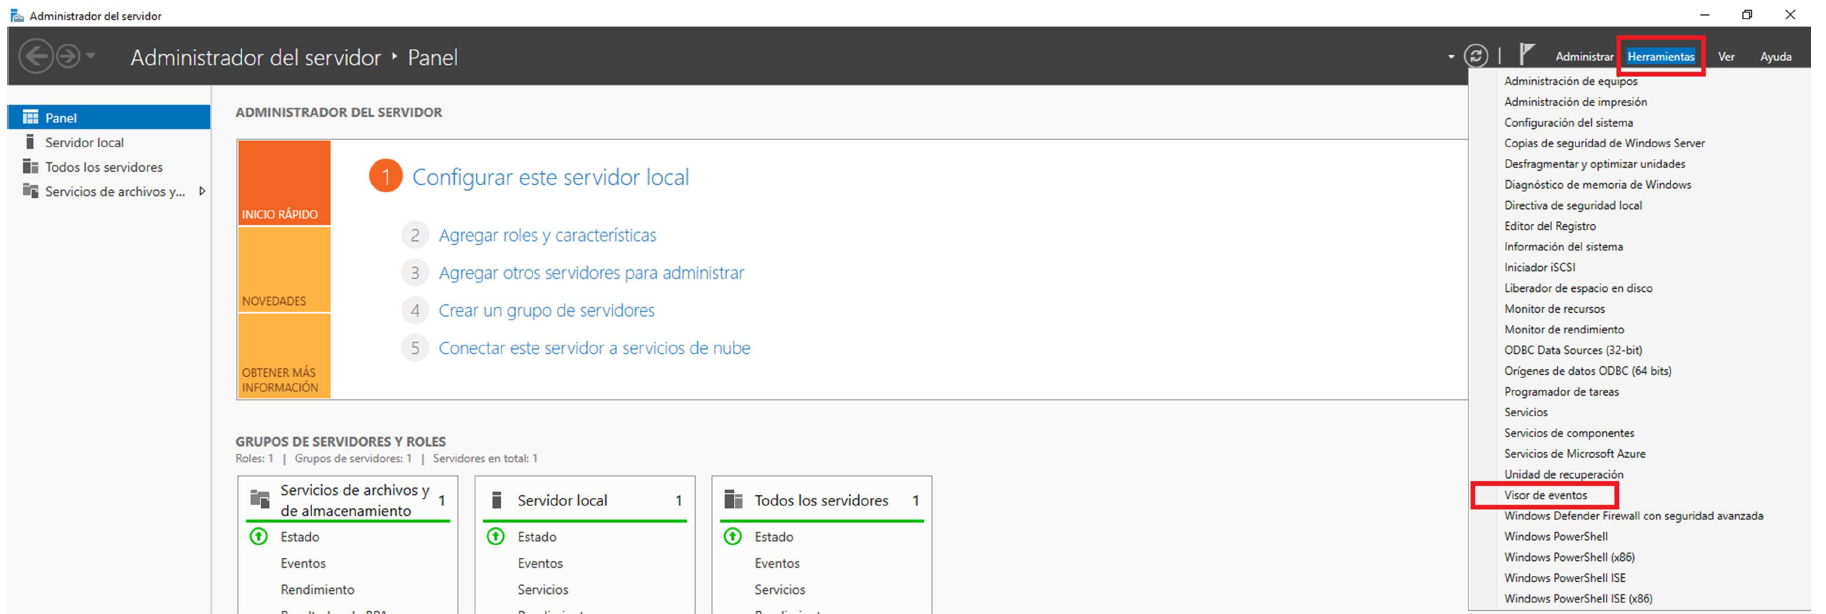 Administrador del servidor
Administrador del servidor ‣ Panel
Administrar Herramientas Ver Ayuda
Panel
Servidor local
Todos los servidores
Servicios de archivos y...
ADMINISTRADOR DEL SERVIDOR
INICIO RÁPIDO
NOVEDADES
OBTENER MÁS
INFORMACIÓN
1 Configurar este servidor local
2 Agregar roles y características
3 Agregar otros servidores para administrar
4 Crear un grupo de servidores
5 Conectar este servidor a servicios de nube
GRUPOS DE SERVIDORES Y ROLES
Roles: 1 | Grupos de servidores: 1 | Servidores en total: 1
Servicios de archivos y
de almacenamiento 1
Estado
Eventos
Rendimiento
Servidor local 1
Estado
Eventos
Servicios
Todos los servidores 1
Estado
Eventos
Servicios
Administración de equipos
Administración de impresión
Configuración del sistema
Copias de seguridad de Windows Server
Desfragmentar y optimizar unidades
Diagnóstico de memoria de Windows
Directiva de seguridad local
Editor del Registro
Información del sistema
Iniciador iSCSI
Liberador de espacio en disco
Monitor de recursos
Monitor de rendimiento
ODBC Data Sources (32-bit)
Orígenes de datos ODBC (64 bits)
Programador de tareas
Servicios
Servicios de componentes
Servicios de Microsoft Azure
Unidad de recuperación
Visor de eventos
Windows Defender Firewall con seguridad avanzada
Windows PowerShell
Windows PowerShell (x86)
Windows PowerShell ISE
Windows PowerShell ISE (x86)